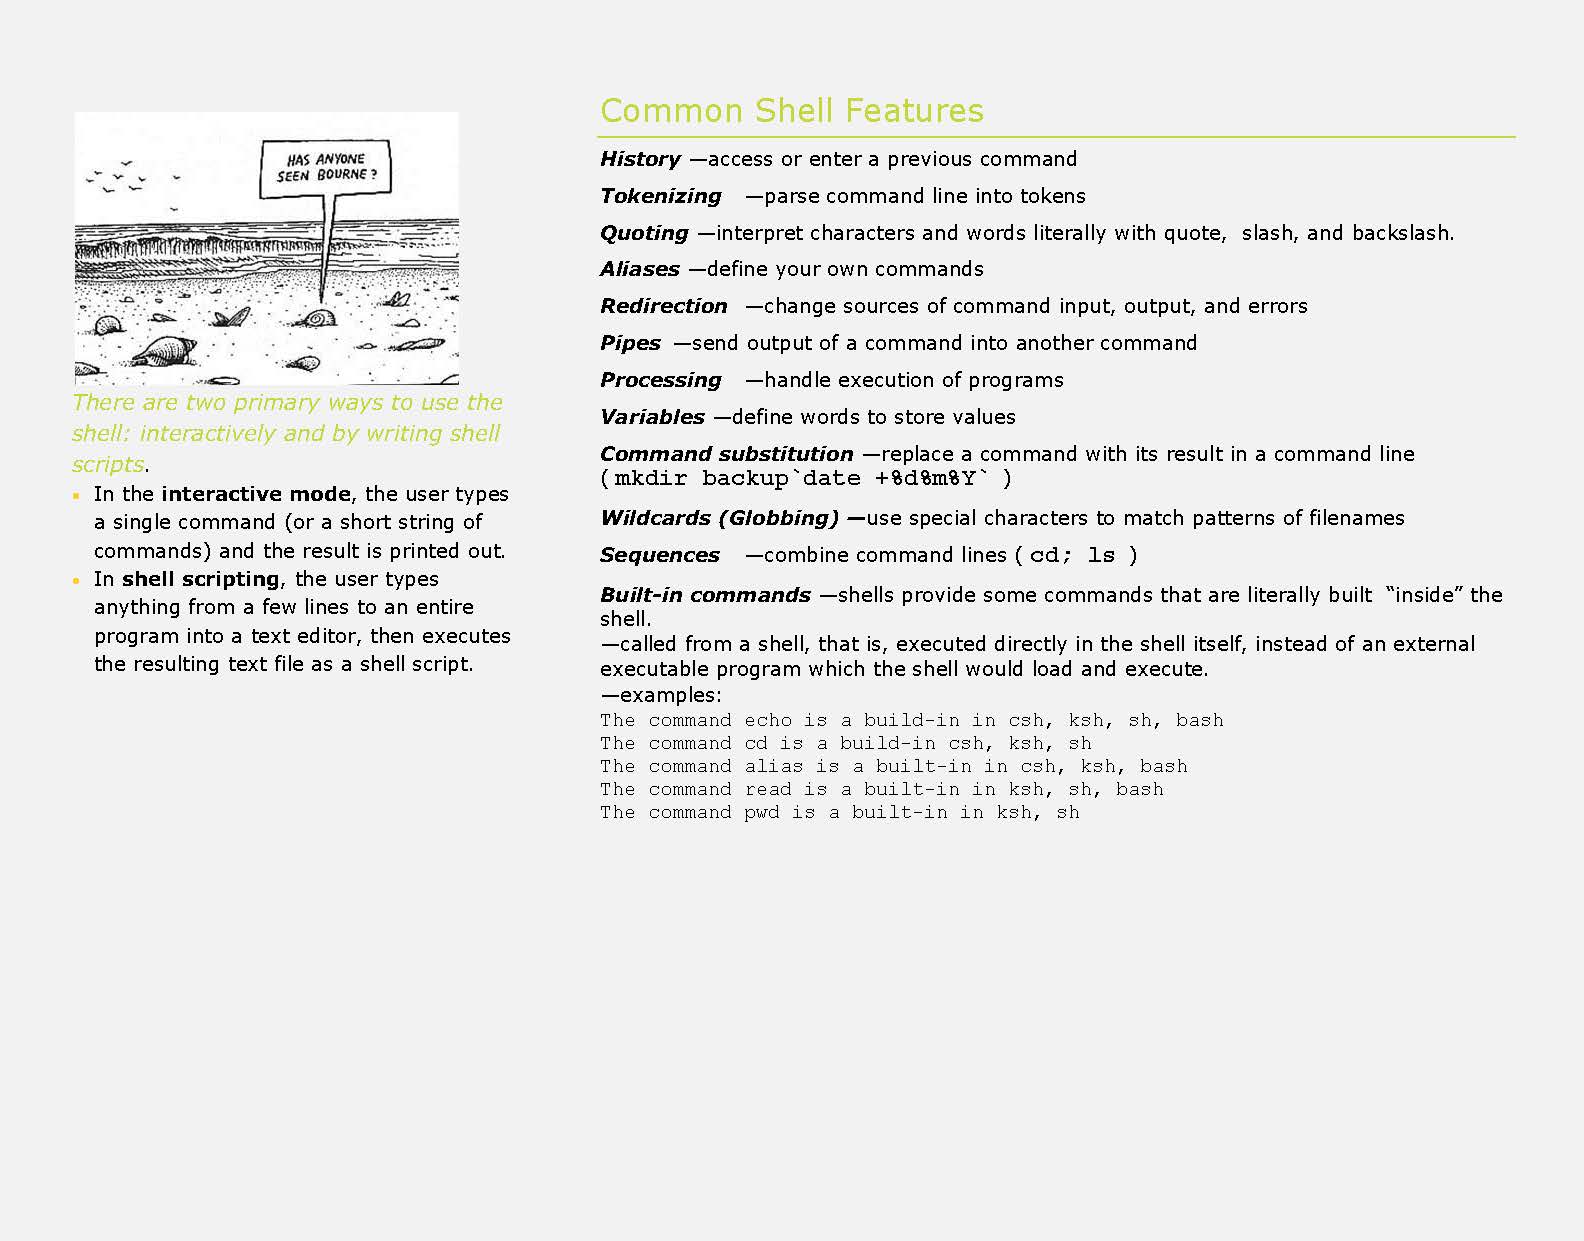 HAS ANYONE
SEEN BOURNE?
There are two primary ways to use the
shell: interactively and by writing shell
scripts.
▪ In the interactive mode, the user types
a single command (or a short string of
commands) and the result is printed out.
▪ In shell scripting, the user types
anything from a few lines to an entire
program into a text editor, then executes
the resulting text file as a shell script.
Common Shell Features
History —access or enter a previous command
Tokenizing —parse command line into tokens
Quoting —interpret characters and words literally with quote, slash, and backslash.
Aliases —define your own commands
Redirection —change sources of command input, output, and errors
Pipes —send output of a command into another command
Processing —handle execution of programs
Variables —define words to store values
Command substitution —replace a command with its result in a command line
(mkdir backup`date +%d%m%Y` )
Wildcards (Globbing) —use special characters to match patterns of filenames
Sequences —combine command lines ( cd; ls )
Built-in commands —shells provide some commands that are literally built “inside” the
shell.
—called from a shell, that is, executed directly in the shell itself, instead of an external
executable program which the shell would load and execute.
—examples:
The command echo is a build-in in csh, ksh, sh, bash
The command cd is a build-in csh, ksh, sh
The command alias is a built-in in csh, ksh, bash
The command read is a built-in in ksh, sh, bash
The command pwd is a built-in in ksh, sh